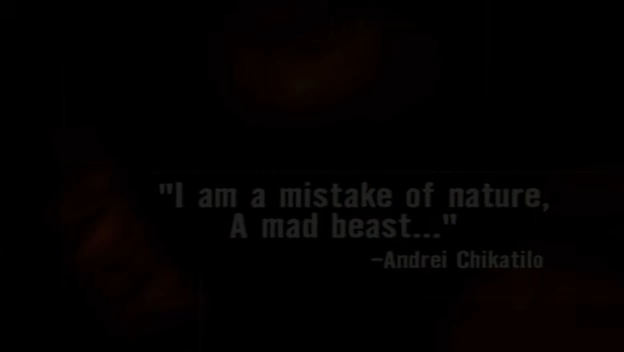 "I am a mistake of nature,
A mad beast..."
–Andrei Chikatilo